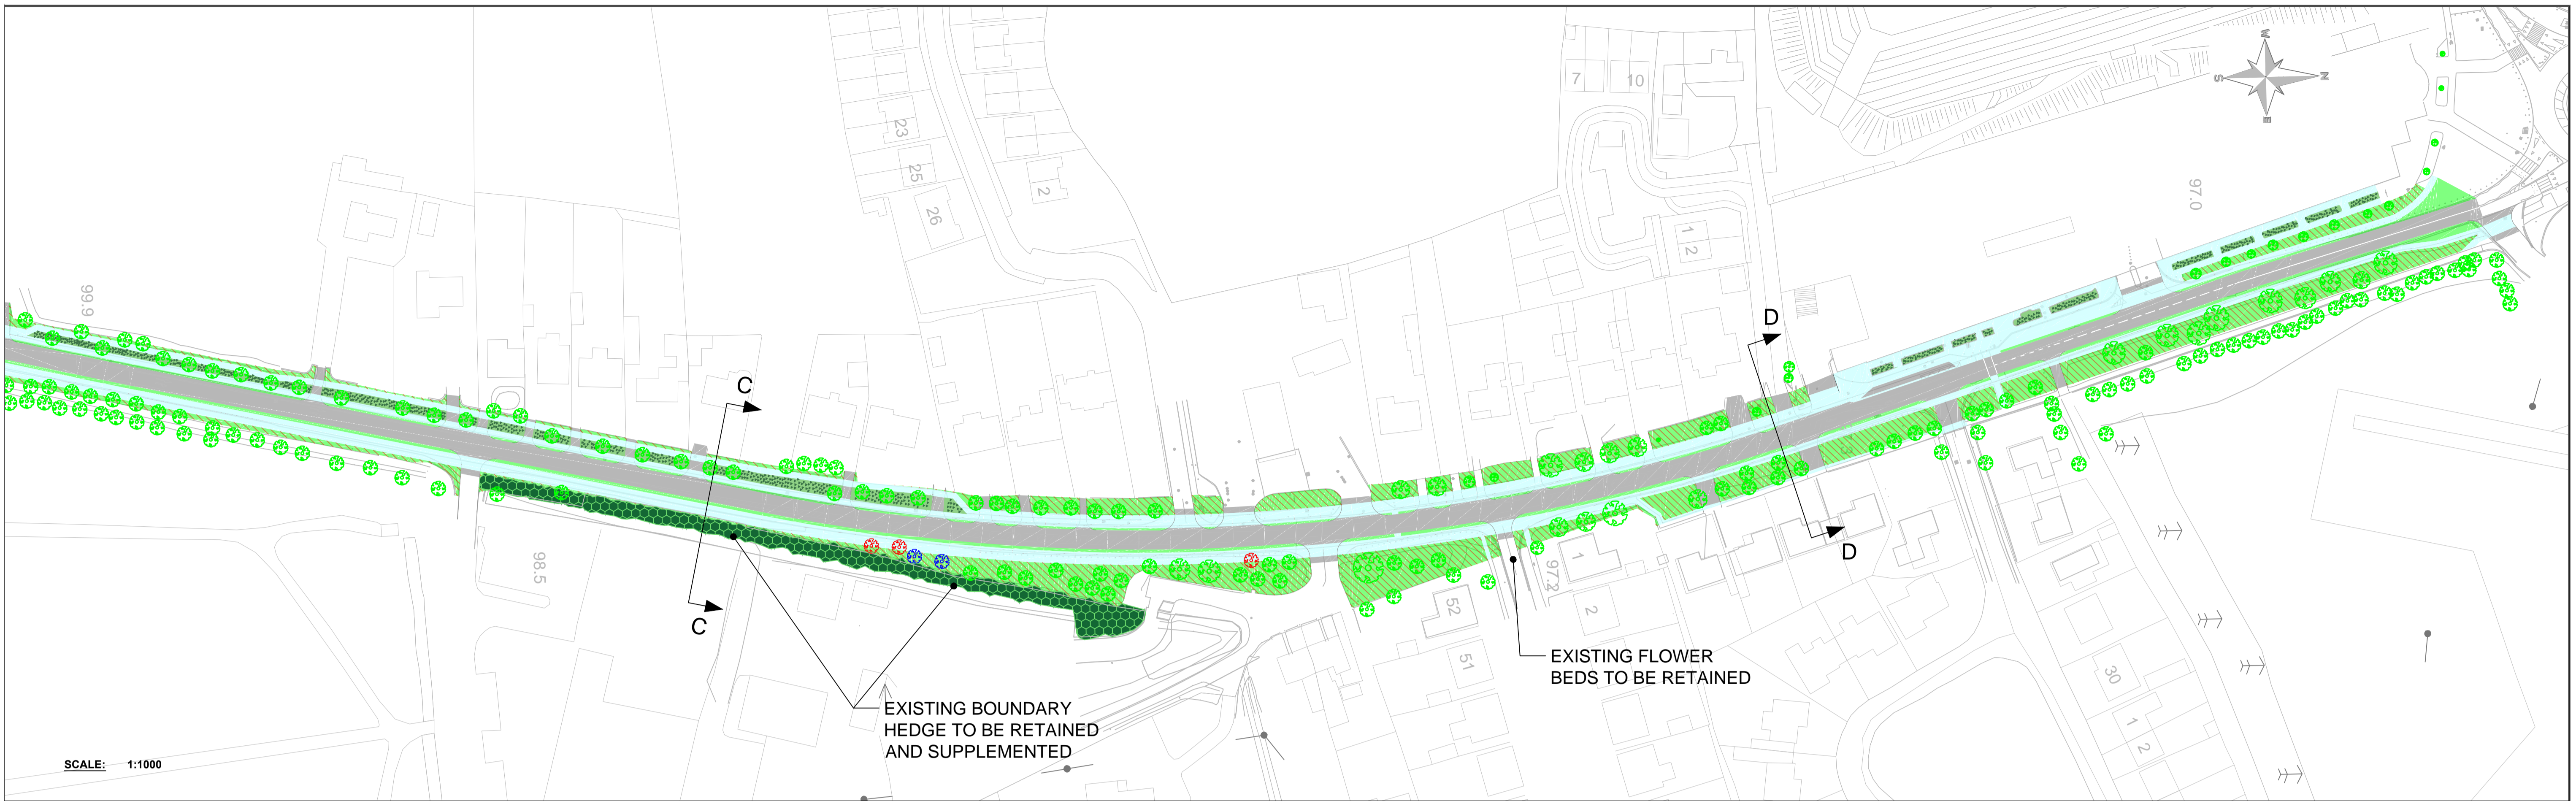 W
S
N
E
7
10
23
25
26
2
1
2
97.0
99.9
D
C
1
97.2
52
2
51
98.5
C
D
30
1
2
EXISTING FLOWER
BEDS TO BE RETAINED
EXISTING BOUNDARY
HEDGE TO BE RETAINED
AND SUPPLEMENTED
SCALE: 1:1000